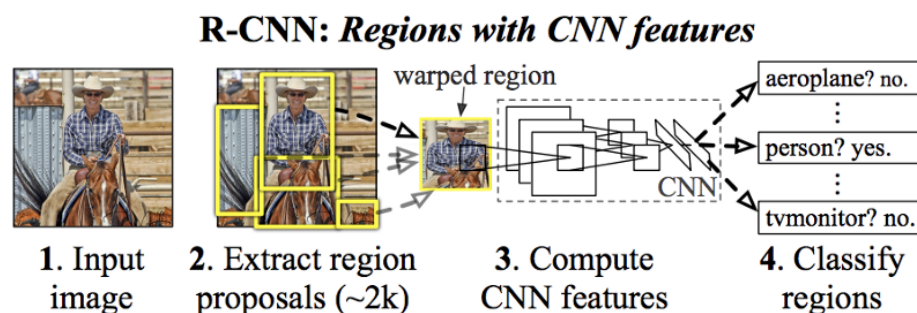 R-CNN: Regions with CNN features
warped region
aeroplane? no.
⋮
person? yes.
⋮
tvmonitor? no.
CNN
1. Input
image
2. Extract region
proposals (~2k)
3. Compute
CNN features
4. Classify
regions